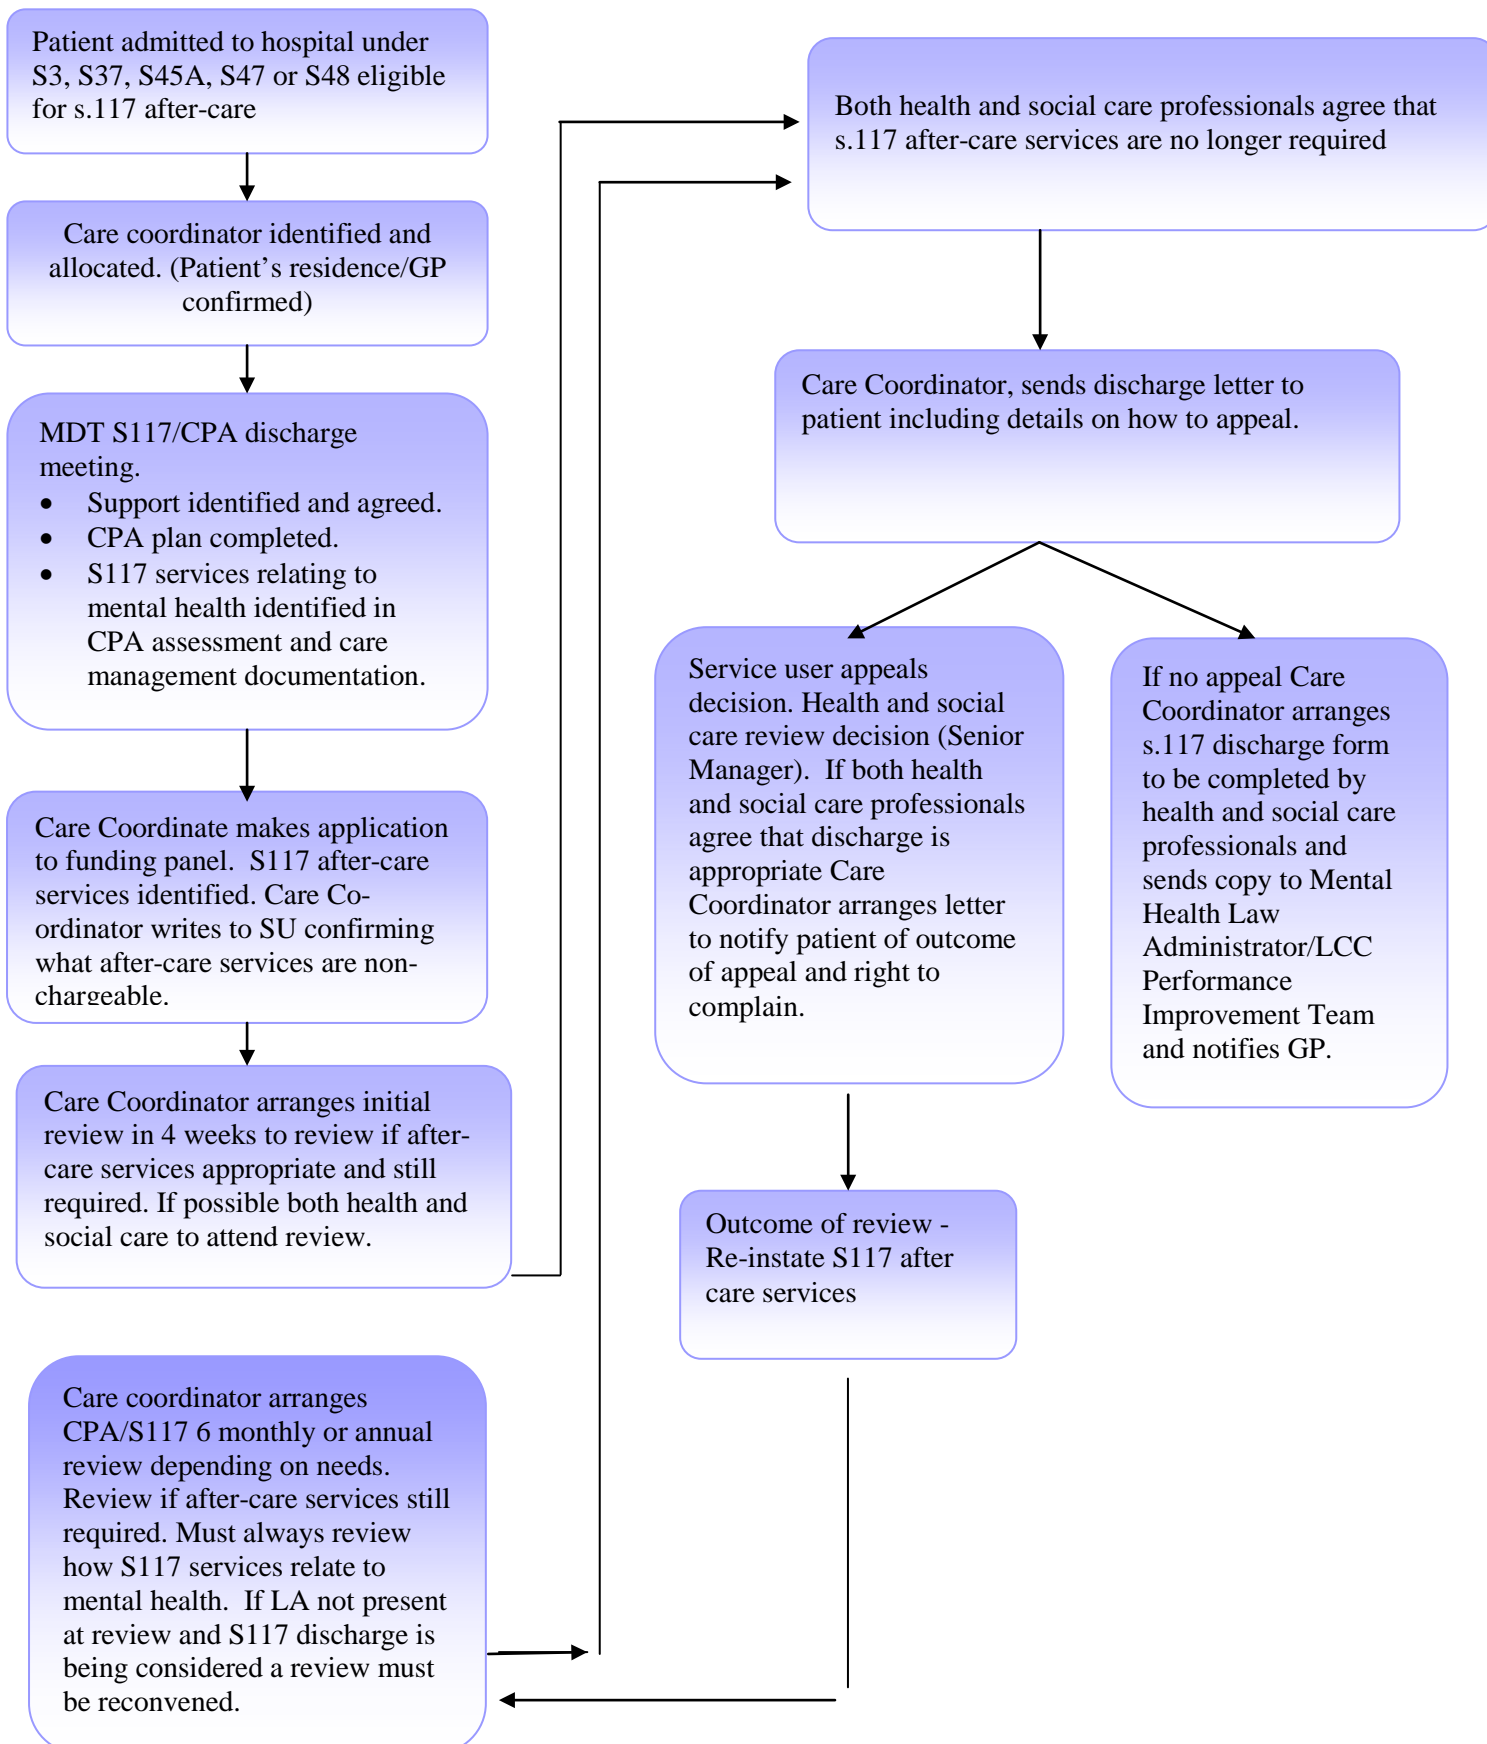 Patient admitted to hospital under
S3, S37, S45A, S47 or S48 eligible
for s.117 after-care
Care coordinator identified and
allocated. (Patient’s residence/GP
confirmed)
MDT S117/CPA discharge
meeting.
• Support identified and agreed.
• CPA plan completed.
• S117 services relating to
mental health identified in
CPA assessment and care
management documentation.
Care Coordinate makes application
to funding panel.  S117 after-care
services identified. Care Co-
ordinator writes to SU confirming
what after-care services are non-
chargeable.
Care Coordinator arranges initial
review in 4 weeks to review if after-
care services appropriate and still
required. If possible both health and
social care to attend review.
Care coordinator arranges
CPA/S117 6 monthly or annual
review depending on needs.
Review if after-care services still
required. Must always review
how S117 services relate to
mental health.  If LA not present
at review and S117 discharge is
being considered a review must
be reconvened.
Both health and social care professionals agree that
s.117 after-care services are no longer required
Care Coordinator, sends discharge letter to
patient including details on how to appeal.
Service user appeals
decision. Health and social
care review decision (Senior
Manager).  If both health
and social care professionals
agree that discharge is
appropriate Care
Coordinator arranges letter
to notify patient of outcome
of appeal and right to
complain.
If no appeal Care
Coordinator arranges
s.117 discharge form
to be completed by
health and social care
professionals and
sends copy to Mental
Health Law
Administrator/LCC
Performance
Improvement Team
and notifies GP.
Outcome of review -
Re-instate S117 after
care services